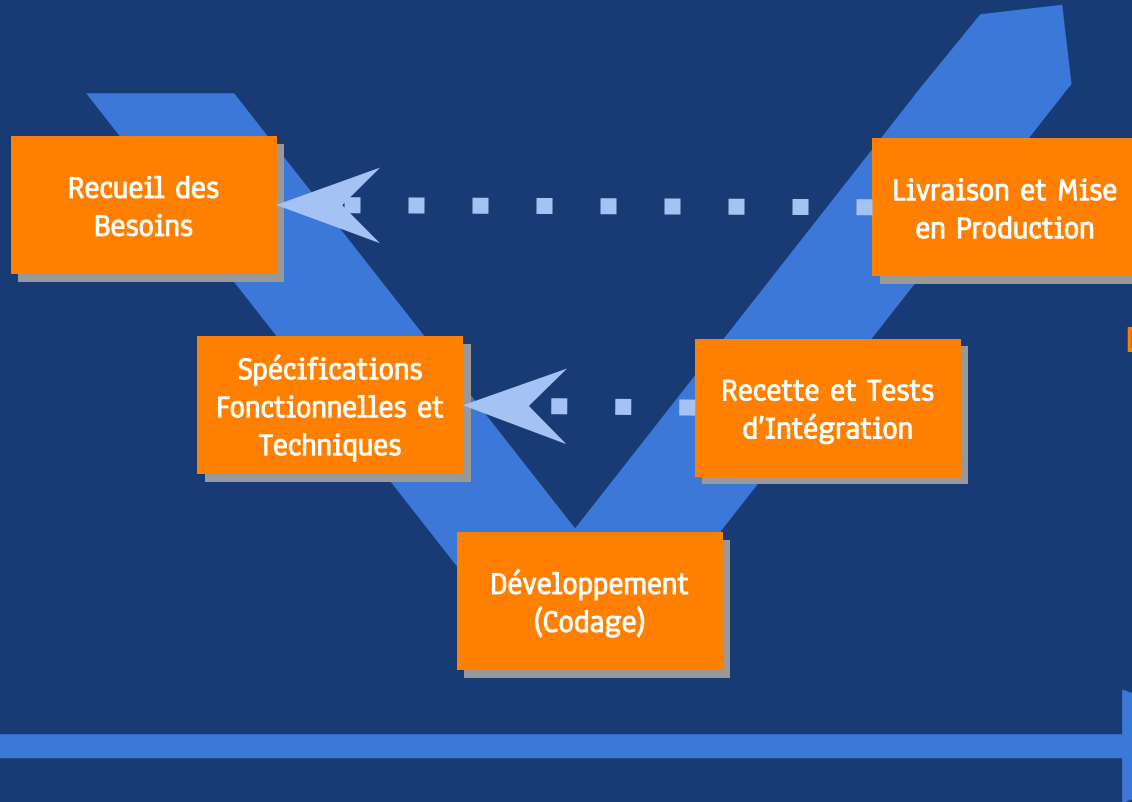 Recueil des
Besoins
Livraison et Mise
en Production
Spécifications
Fonctionnelles et
Techniques
Recette et Tests
d'Intégration
Développement
(Codage)